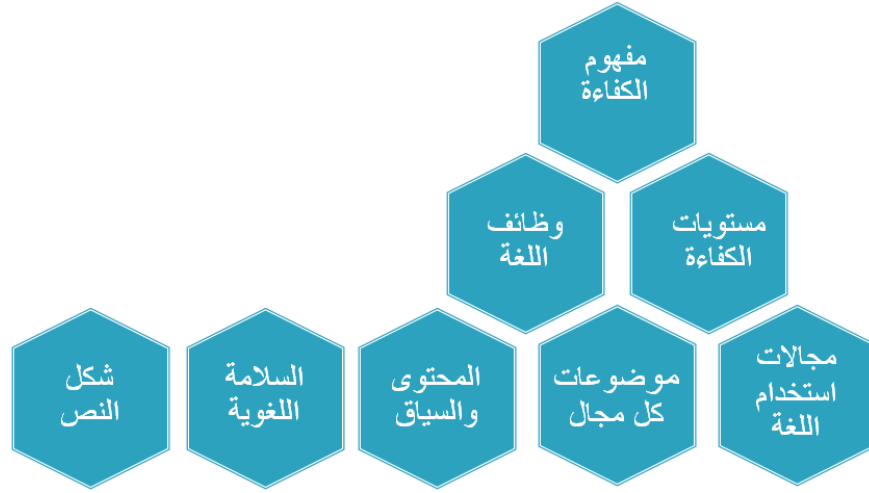 مفهوم
الكفاءة
مستويات
الكفاءة
وظائف
اللغة
مجالات
استخدام
اللغة
موضوعات
كل مجال
المحتوى
والسياق
السلامة
اللغوية
شكل
النص